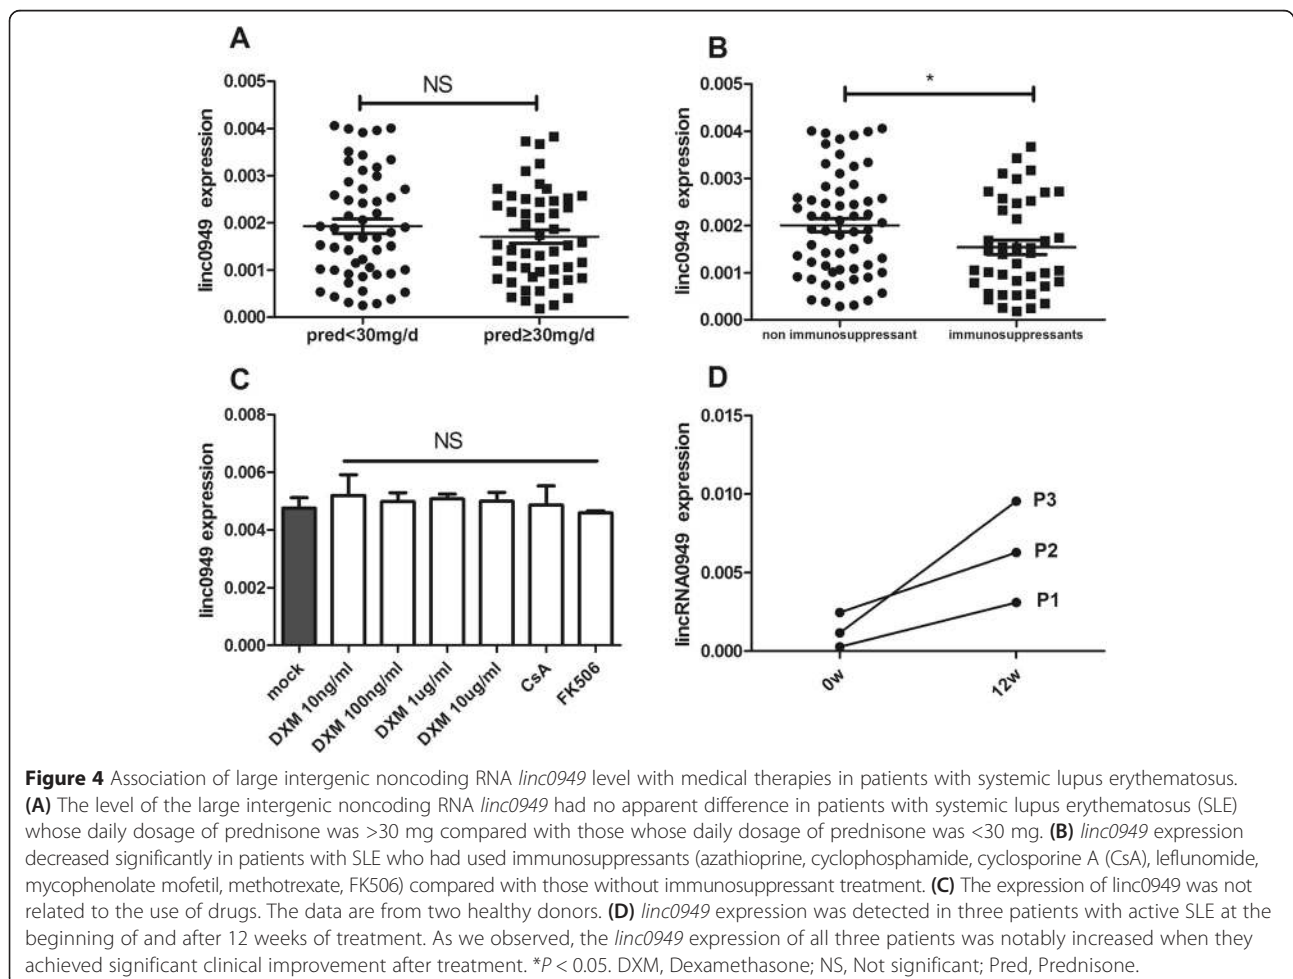 A
NS
0.005
0.004
0.003
0.002
0.001
0.000
linc0949 expression
pred<30mg/d
pred≥30mg/d
B
*
0.005
0.004
0.003
0.002
0.001
0.000
linc0949 expression
non immunosuppressant
immunosuppressants
C
NS
0.008
0.006
0.004
0.002
0.000
linc0949 expression
mock
DXM 10ng/ml
DXM 100ng/ml
DXM 1ug/ml
DXM 10ug/ml
CsA
FK506
D
0.015
0.010
0.005
0.000
lincRNA0949 expression
P3
P2
P1
0w
12w
Figure 4 Association of large intergenic noncoding RNA linc0949 level with medical therapies in patients with systemic lupus erythematosus.
(A) The level of the large intergenic noncoding RNA linc0949 had no apparent difference in patients with systemic lupus erythematosus (SLE)
whose daily dosage of prednisone was >30 mg compared with those whose daily dosage of prednisone was <30 mg. (B) linc0949 expression
decreased significantly in patients with SLE who had used immunosuppressants (azathioprine, cyclophosphamide, cyclosporine A (CsA), leflunomide,
mycophenolate mofetil, methotrexate, FK506) compared with those without immunosuppressant treatment. (C) The expression of linc0949 was not
related to the use of drugs. The data are from two healthy donors. (D) linc0949 expression was detected in three patients with active SLE at the
beginning of and after 12 weeks of treatment. As we observed, the linc0949 expression of all three patients was notably increased when they
achieved significant clinical improvement after treatment. *P < 0.05. DXM, Dexamethasone; NS, Not significant; Pred, Prednisone.